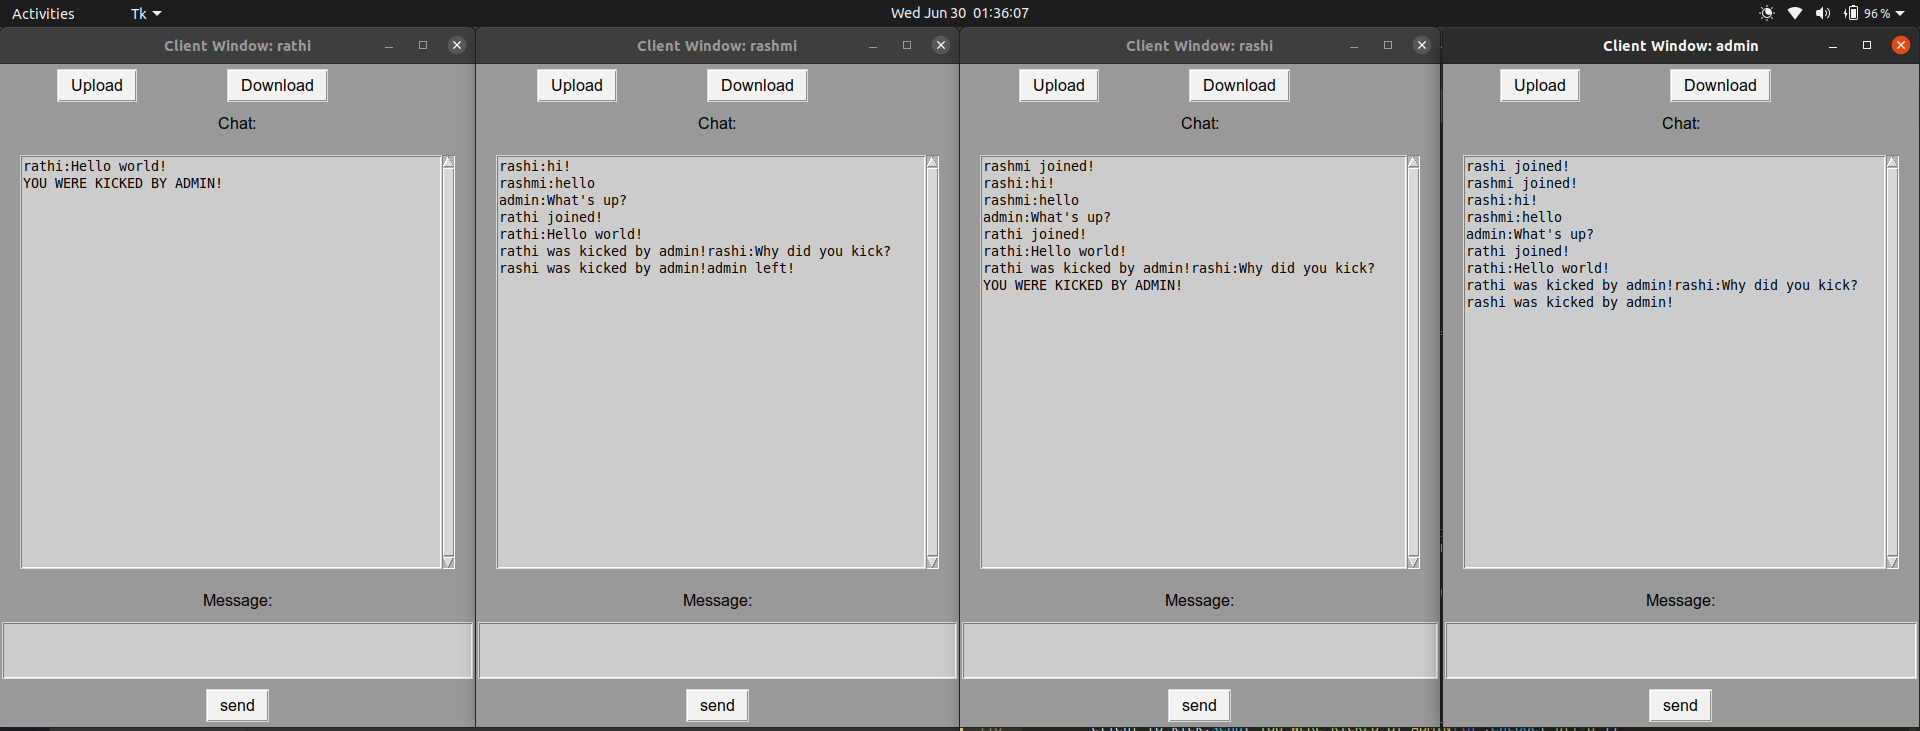 Activities Tk Wed Jun 30 01:36:07 96 %
Client Window: rathi
Upload Download
Chat:
rathi:Hello world!
YOU WERE KICKED BY ADMIN!
Message:
send
Client Window: rashmi
Upload Download
Chat:
rashi:hi!
rashmi:hello
admin:What's up?
rathi joined!
rathi:Hello world!
rathi was kicked by admin!rashi:Why did you kick?
rashi was kicked by admin!admin left!
Message:
send
Client Window: rashi
Upload Download
Chat:
rashmi joined!
rashi:hi!
rashmi:hello
admin:What's up?
rathi joined!
rathi:Hello world!
rathi was kicked by admin!rashi:Why did you kick?
YOU WERE KICKED BY ADMIN!
Message:
send
Client Window: admin
Upload Download
Chat:
rashi joined!
rashmi joined!
rashi:hi!
rashmi:hello
admin:What's up?
rathi joined!
rathi:Hello world!
rathi was kicked by admin!rashi:Why did you kick?
rashi was kicked by admin!
Message:
send